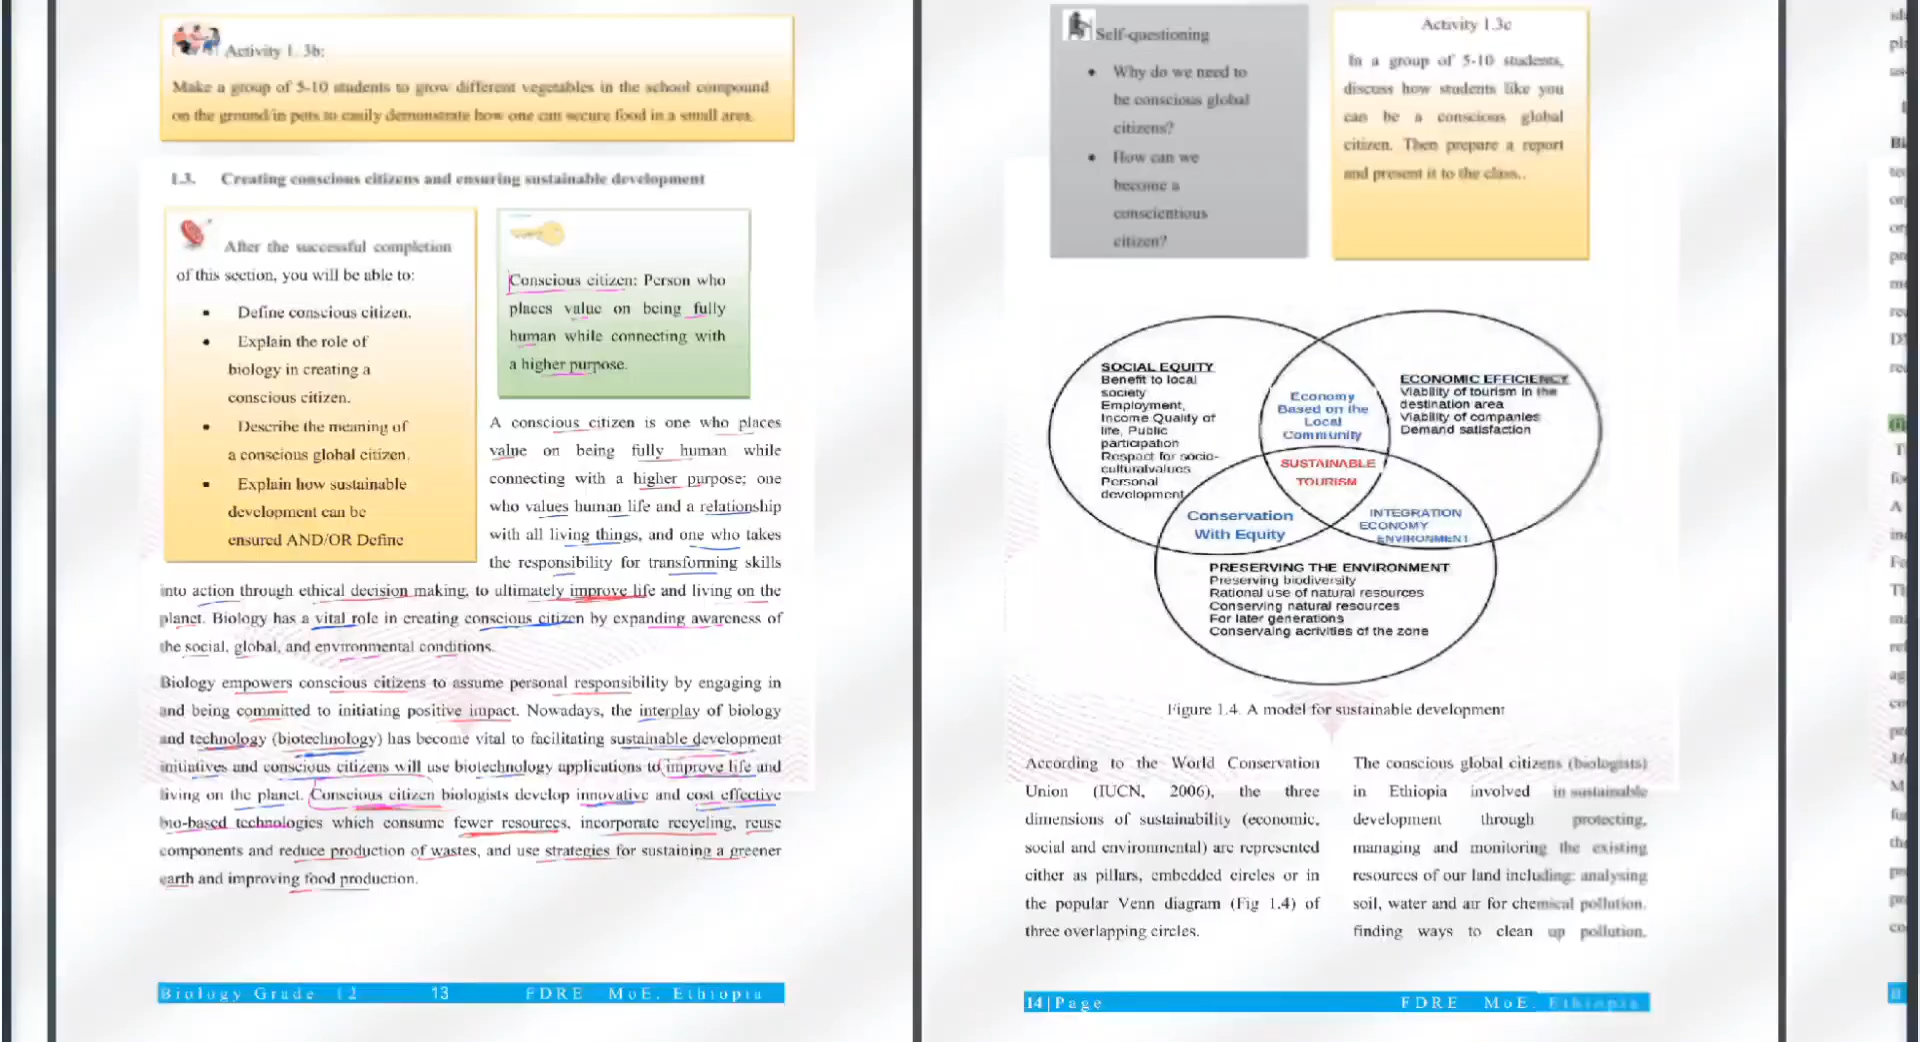 Activity 1. 3b:
Make a group of 5-10 students to grow different vegetables in the school compound
on the ground/in pots to easily demonstrate how one can secure food in a small area.
1.3. Creating conscious citizens and ensuring sustainable development
After the successful completion
of this section, you will be able to:
• Define conscious citizen.
• Explain the role of
biology in creating a
conscious citizen.
• Describe the meaning of
a conscious global citizen.
• Explain how sustainable
development can be
ensured AND/OR Define
Conscious citizen: Person who
places value on being fully
human while connecting with
a higher purpose.
A conscious citizen is one who places
value on being fully human while
connecting with a higher purpose; one
who values human life and a relationship
with all living things, and one who takes
the responsibility for transforming skills
into action through ethical decision making, to ultimately improve life and living on the
planet. Biology has a vital role in creating conscious citizen by expanding awareness of
the social, global, and environmental conditions.
Biology empowers conscious citizens to assume personal responsibility by engaging in
and being committed to initiating positive impact. Nowadays, the interplay of biology
and technology (biotechnology) has become vital to facilitating sustainable development
initiatives and conscious citizens will use biotechnology applications to improve life and
living on the planet. Conscious citizen biologists develop innovative and cost effective
bio-based technologies which consume fewer resources, incorporate recycling, reuse
components and reduce production of wastes, and use strategies for sustaining a greener
earth and improving food production.
Biology Grade 12 13 FDRE MoE, Ethiopia
Self-questioning
• Why do we need to
be conscious global
citizens?
• How can we
become a
conscientious
citizen?
Activity 1.3c
In a group of 5-10 students,
discuss how students like you
can be a conscious global
citizen. Then prepare a report
and present it to the class..
SOCIAL EQUITY
Benefit to local
society
Employment,
Income Quality of
life, Public
participation
Respact for socio-
culturalvalues
Personal
development
Economy
Based on the
Local
Community
ECONOMIC EFFICIENCY
Viability of tourism in the
destination area
Viability of companies
Demand satisfaction
SUSTAINABLE
TOURISM
Conservation
With Equity
INTEGRATION
ECONOMY
ENVIRONMENT
PRESERVING THE ENVIRONMENT
Preserving biodiversity
Rational use of natural resources
Conserving natural resources
For later generations
Conservaing acrivities of the zone
Figure 1.4. A model for sustainable development
According to the World Conservation
Union (IUCN, 2006), the three
dimensions of sustainability (economic,
social and environmental) are represented
either as pillars, embedded circles or in
the popular Venn diagram (Fig 1.4) of
three overlapping circles.
The conscious global citizens (biologists)
in Ethiopia involved in sustainable
development through protecting,
managing and monitoring the existing
resources of our land including: analysing
soil, water and air for chemical pollution,
finding ways to clean up pollution,
14|Page FDRE MoE, Ethiopia